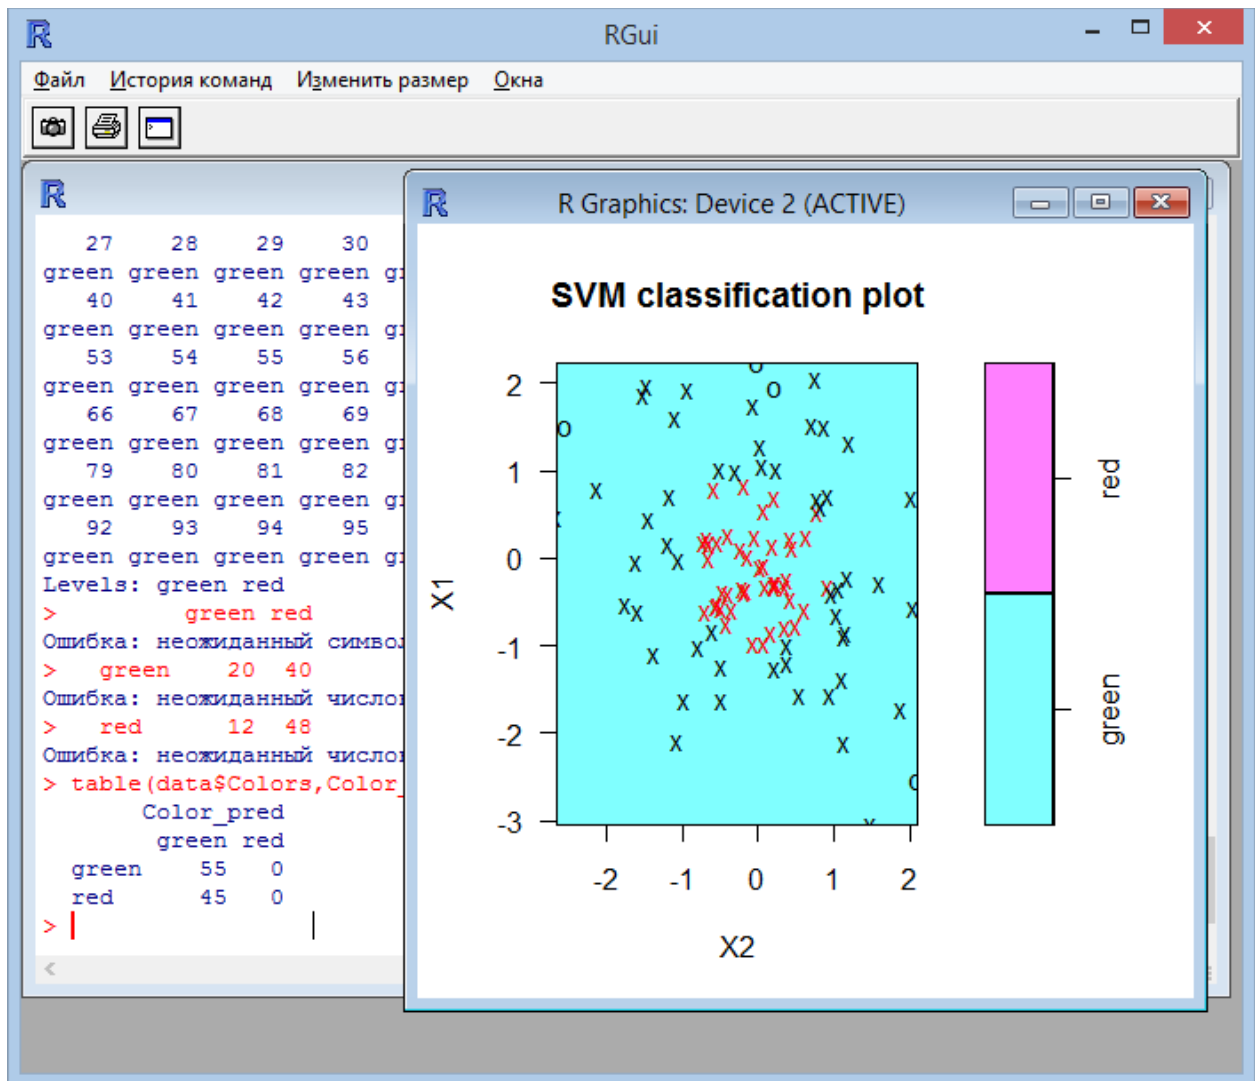 RGui
Файл История команд Изменить размер Окна
R Graphics: Device 2 (ACTIVE)
27 28 29 30
green green green green
40 41 42 43
green green green green
53 54 55 56
green green green green
66 67 68 69
green green green green
79 80 81 82
green green green green
92 93 94 95
green green green green
Levels: green red
> green red
Ошибка: неожиданный
> green 20 40
Ошибка: неожиданный
> red 12 48
Ошибка: неожиданный
> table(data$Colors,Color_
Color_pred
green red
green 55 0
red 45 0
>
SVM classification plot
2
1
0
-1
-2
-3
X1
-2 -1 0 1 2
X2
red
green